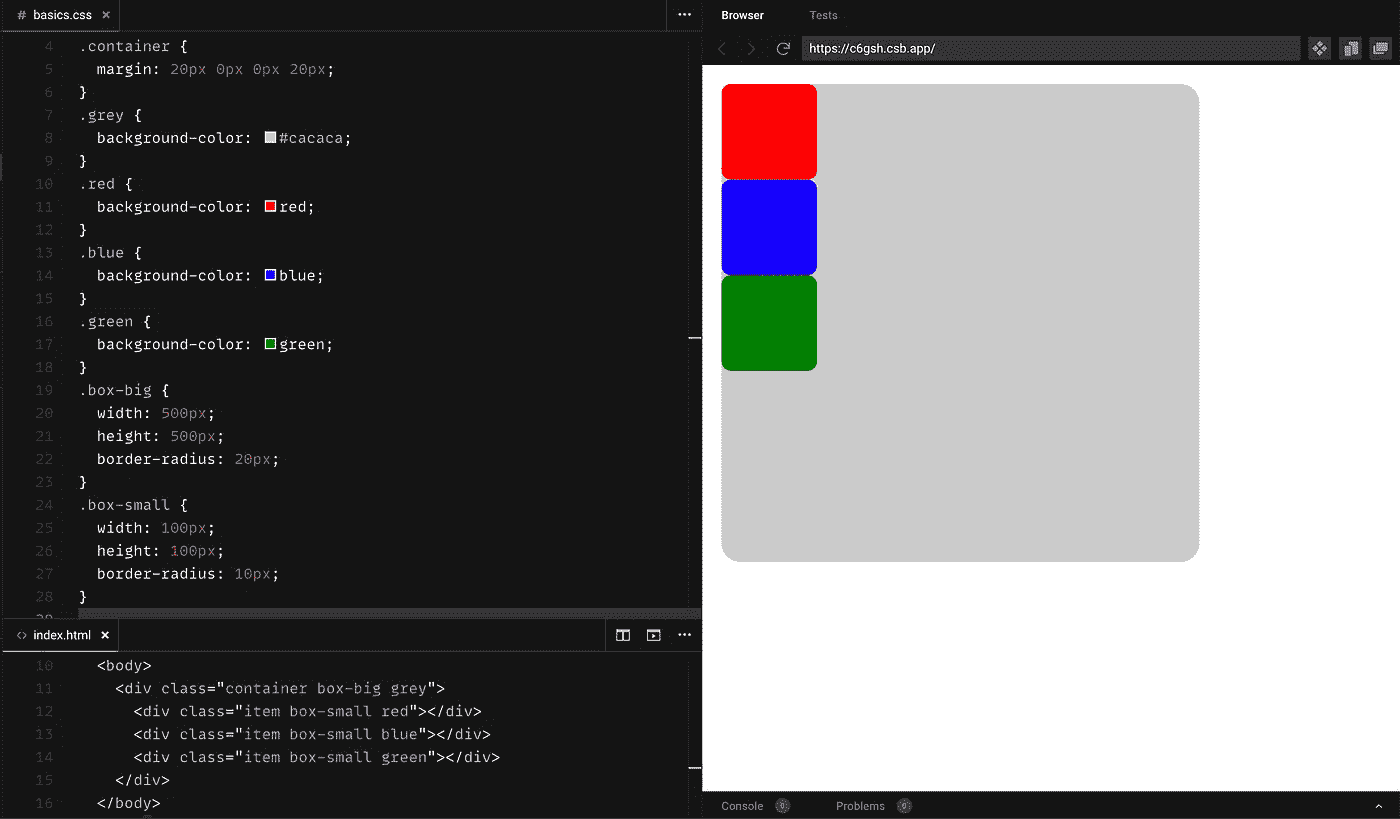 # basics.css ×
4 .container {
5 margin: 20px 0px 0px 20px;
6 }
7 .grey {
8 background-color: #cacaca;
9 }
10 .red {
11 background-color: red;
12 }
13 .blue {
14 background-color: blue;
15 }
16 .green {
17 background-color: green;
18 }
19 .box-big {
20 width: 500px;
21 height: 500px;
22 border-radius: 20px;
23 }
24 .box-small {
25 width: 100px;
26 height: 100px;
27 border-radius: 10px;
28 }
<> index.html ×
10 <body>
11 <div class="container box-big grey">
12 <div class="item box-small red"></div>
13 <div class="item box-small blue"></div>
14 <div class="item box-small green"></div>
15 </div>
16 </body>
Browser Tests
https://c6gsh.csb.app/
Console 0 Problems 0